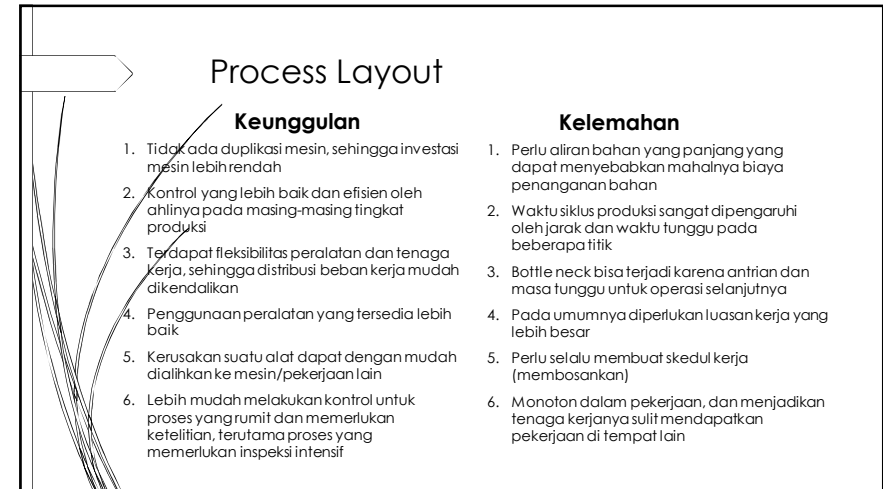 Process Layout
Keunggulan
1. Tidak ada duplikasi mesin, sehingga investasi
mesin lebih rendah
2. Kontrol yang lebih baik dan efisien oleh
ahlinya pada masing-masing tingkat
produksi
3. Terdapat fleksibilitas peralatan dan tenaga
kerja, sehingga distribusi beban kerja mudah
dikendalikan
4. Penggunaan peralatan yang tersedia lebih
baik
5. Kerusakan suatu alat dapat dengan mudah
dialihkan ke mesin/pekerjaan lain
6. Lebih mudah melakukan kontrol untuk
proses yang rumit dan memerlukan
ketelitian, terutama proses yang
memerlukan inspeksi intensif
Kelemahan
1. Perlu aliran bahan yang panjang yang
dapat menyebabkan mahalnya biaya
penanganan bahan
2. Waktu siklus produksi sangat dipengaruhi
oleh jarak dan waktu tunggu pada
beberapa titik
3. Bottle neck bisa terjadi karena antrian dan
masa tunggu untuk operasi selanjutnya
4. Pada umumnya diperlukan luasan kerja yang
lebih besar
5. Perlu selalu membuat skedul kerja
(membosankan)
6. Monoton dalam pekerjaan, dan menjadikan
tenaga kerjanya sulit mendapatkan
pekerjaan di tempat lain